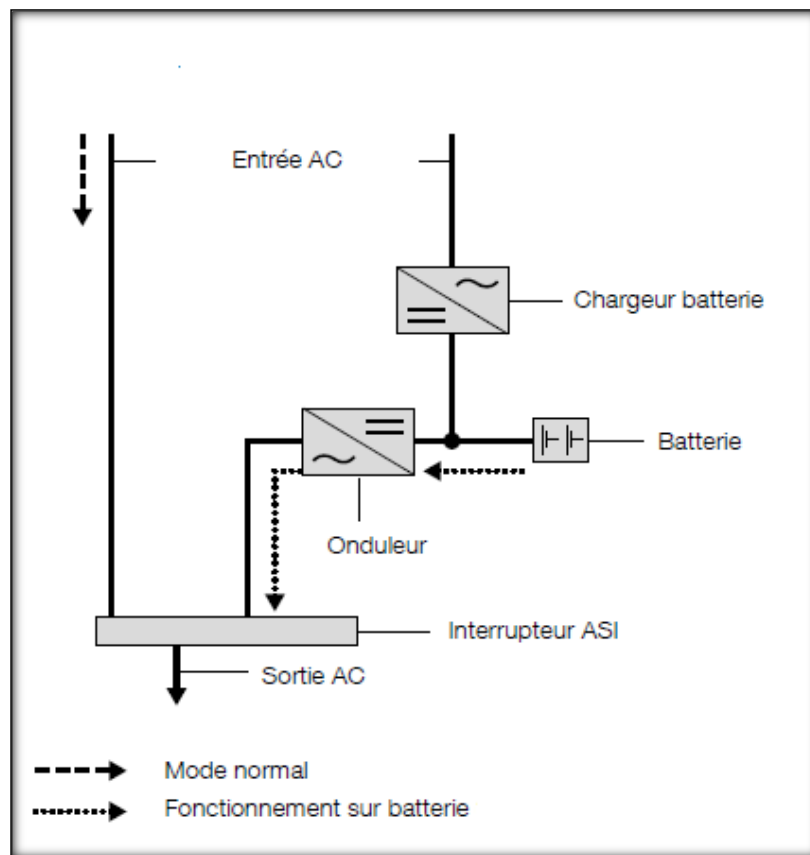 Entrée AC
Chargeur batterie
Batterie
Onduleur
Interrupteur ASI
Sortie AC
Mode normal
Fonctionnement sur batterie